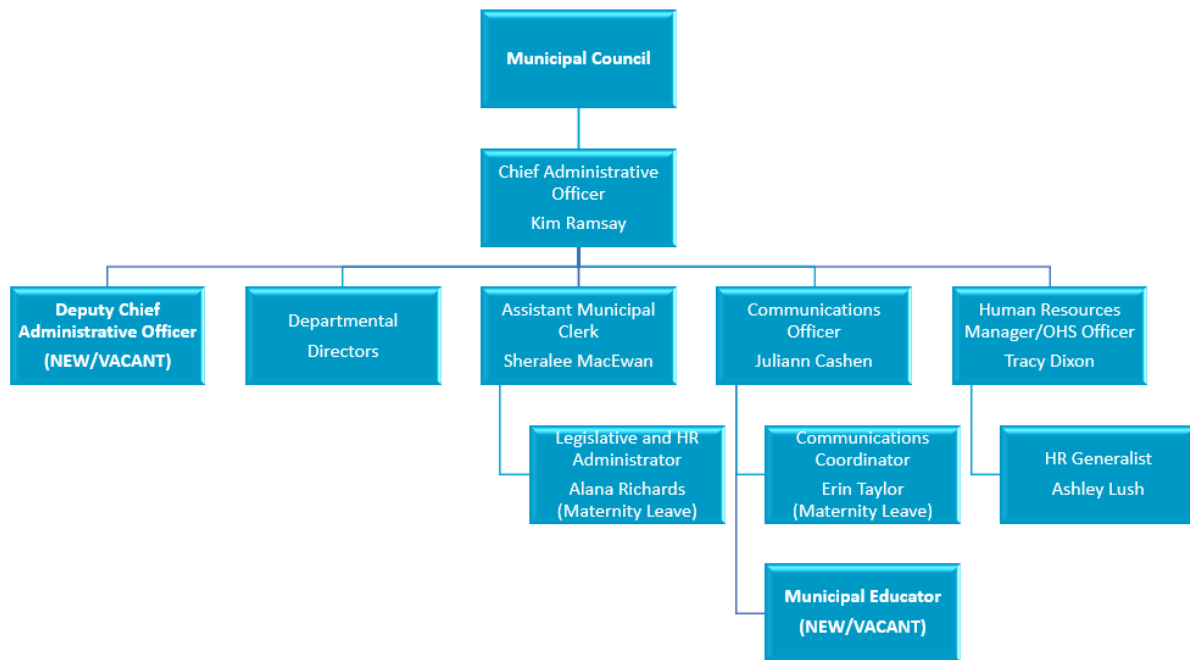 Municipal Council
Chief Administrative
Officer
Kim Ramsay
Deputy Chief
Administrative Officer
(NEW/VACANT)
Departmental
Directors
Assistant Municipal
Clerk
Sheralee MacEwan
Communications
Officer
Juliann Cashen
Human Resources
Manager/OHS Officer
Tracy Dixon
Legislative and HR
Administrator
Alana Richards
(Maternity Leave)
Communications
Coordinator
Erin Taylor
(Maternity Leave)
HR Generalist
Ashley Lush
Municipal Educator
(NEW/VACANT)